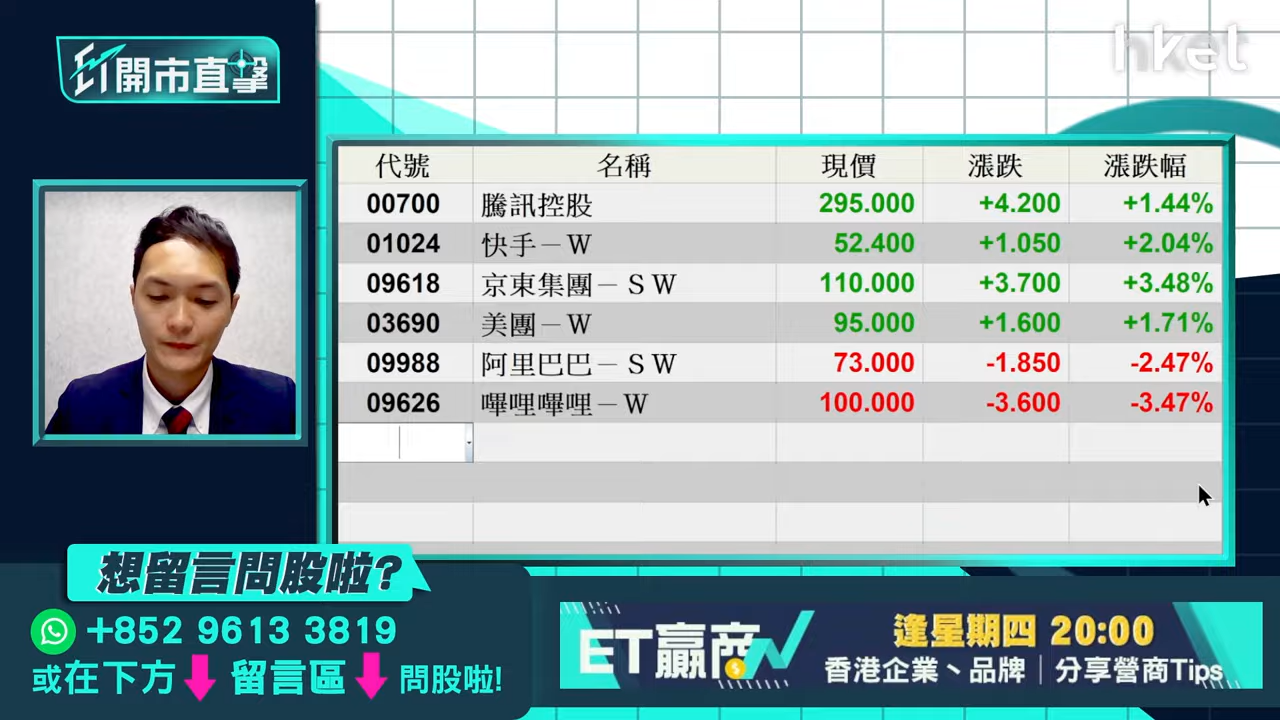 ET開市直擊
hket
代號 名稱 現價 漲跌 漲跌幅
00700 騰訊控股 295.000 +4.200 +1.44%
01024 快手－W 52.400 +1.050 +2.04%
09618 京東集團－ＳＷ 110.000 +3.700 +3.48%
03690 美團－W 95.000 +1.600 +1.71%
09988 阿里巴巴－ＳＷ 73.000 -1.850 -2.47%
09626 嗶哩嗶哩－W 100.000 -3.600 -3.47%
想留言問股啦?
+852 9613 3819
或在下方 留言區 問股啦!
ET贏商
逢星期四 20:00
香港企業、品牌｜分享營商Tips